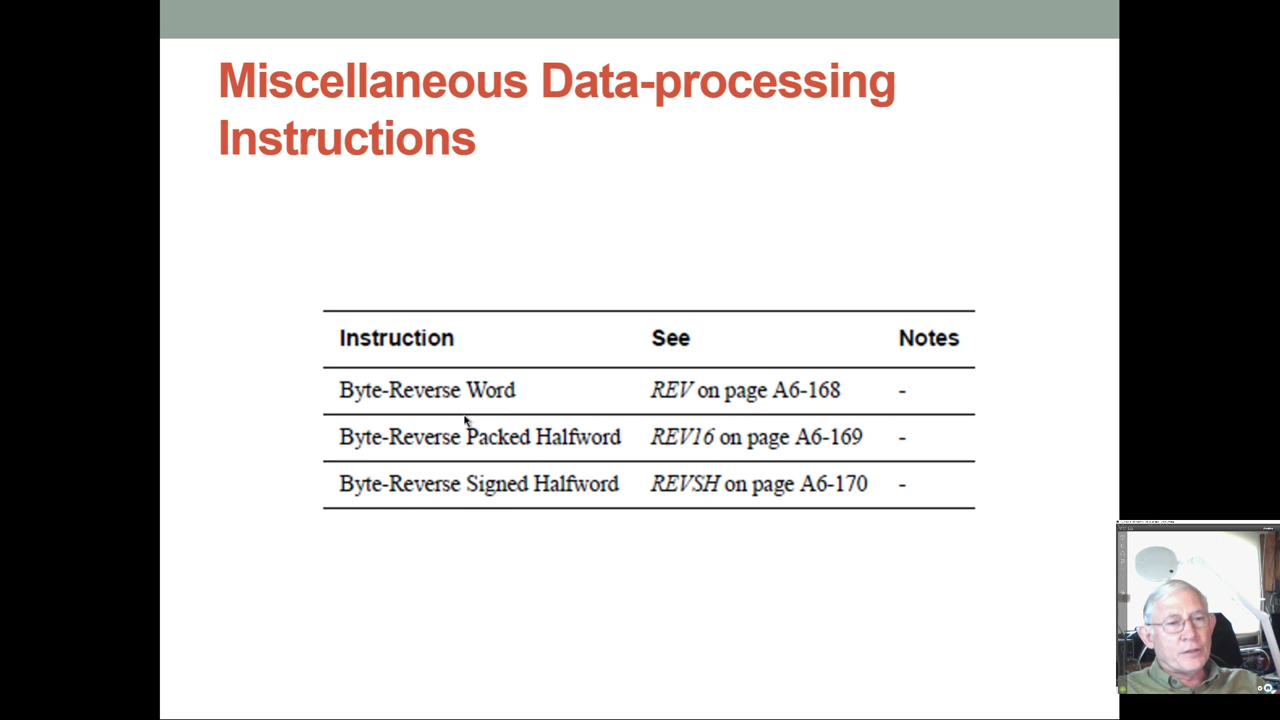 Miscellaneous Data-processing
Instructions
Instruction See Notes
Byte-Reverse Word REV on page A6-168 -
Byte-Reverse Packed Halfword REV16 on page A6-169 -
Byte-Reverse Signed Halfword REVSH on page A6-170 -